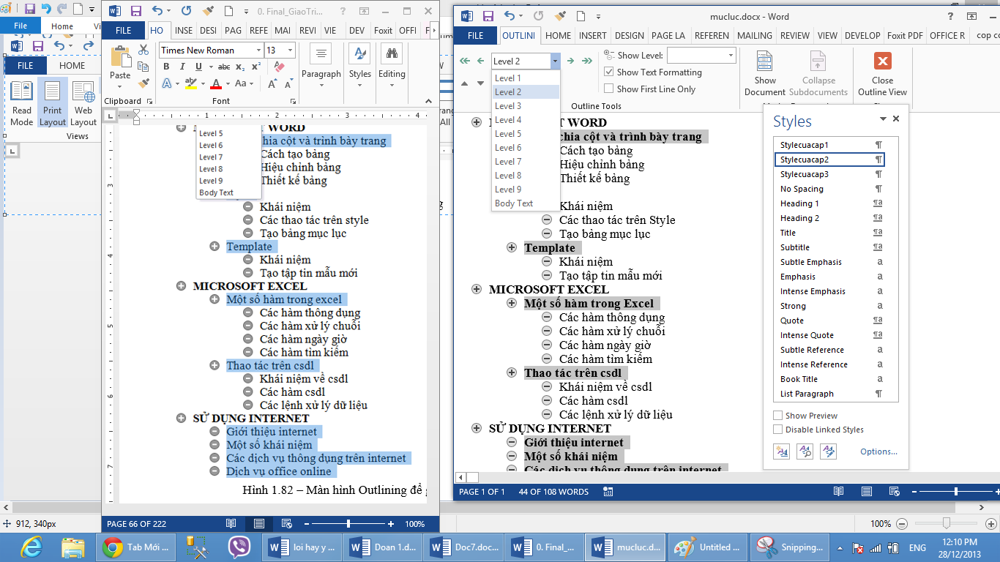 File
Home
Vi
FILE
HOME
Read Mode
Print Layout
Web Layout
Views
912, 340px
100%
0. Final_GiaoTri...
FILE HO INSE DESI PAG REFE MAI REVI VIE DEV Foxit OFFI
Paste
Times New Roman 13
B I U abc x₂ x²
A ab A Aa
Paragraph
Styles
Editing
Clipboard
Font
1 2 3 4
WORD
chia cột và trình bày trang
Level 5
Level 6
Level 7
Level 8
Level 9
Body Text
Cách tạo bảng
Hiệu chỉnh bảng
Thiết kế bảng
Khái niệm
Các thao tác trên style
Tạo bảng mục lục
Template
Khái niệm
Tạo tập tin mẫu mới
MICROSOFT EXCEL
Một số hàm trong excel
Các hàm thông dụng
Các hàm xử lý chuỗi
Các hàm ngày giờ
Các hàm tìm kiếm
Thao tác trên csdl
Khái niệm về csdl
Các hàm csdl
Các lệnh xử lý dữ liệu
SỬ DỤNG INTERNET
Giới thiệu internet
Một số khái niệm
Các dịch vụ thông dụng trên internet
Dịch vụ office online
Hình 1.82 – Màn hình Outlining để g
3
4
5
6
7
PAGE 66 OF 222
100%
mucluc.docx - Word
FILE OUTLINI HOME INSERT DESIGN PAGE LA REFEREN MAILING REVIEW VIEW DEVELOP Foxit PDF OFFICE R cop co
Level 2
Level 1
Level 2
Level 3
Level 4
Level 5
Level 6
Level 7
Level 8
Level 9
Body Text
Show Level:
Show Text Formatting
Show First Line Only
Outline Tools
Show Document
Collapse Subdocuments
Close Outline View
WORD
chia cột và trình bày trang
Cách tạo bảng
Hiệu chỉnh bảng
Thiết kế bảng
Khái niệm
Các thao tác trên Style
Tạo bảng mục lục
Template
Khái niệm
Tạo tập tin mẫu mới
MICROSOFT EXCEL
Một số hàm trong Excel
Các hàm thông dụng
Các hàm xử lý chuỗi
Các hàm ngày giờ
Các hàm tìm kiếm
Thao tác trên csdl
Khái niệm về csdl
Các hàm csdl
Các lệnh xử lý dữ liệu
SỬ DỤNG INTERNET
Giới thiệu internet
Một số khái niệm
Các dịch vụ thông dụng trên internet
PAGE 1 OF 1 44 OF 108 WORDS
Styles
Stylecuacap1
Stylecuacap2
Stylecuacap3
No Spacing
Heading 1
Heading 2
Title
Subtitle
Subtle Emphasis
Emphasis
Intense Emphasis
Strong
Quote
Intense Quote
Subtle Reference
Intense Reference
Book Title
List Paragraph
Show Preview
Disable Linked Styles
Options...
100%
Tab Mới ...
loi hay y ...
Doan 1.d...
Doc7.doc...
0. Final_...
mucluc.d...
Untitled ...
Snipping...
ENG
12:10 PM
28/12/2013